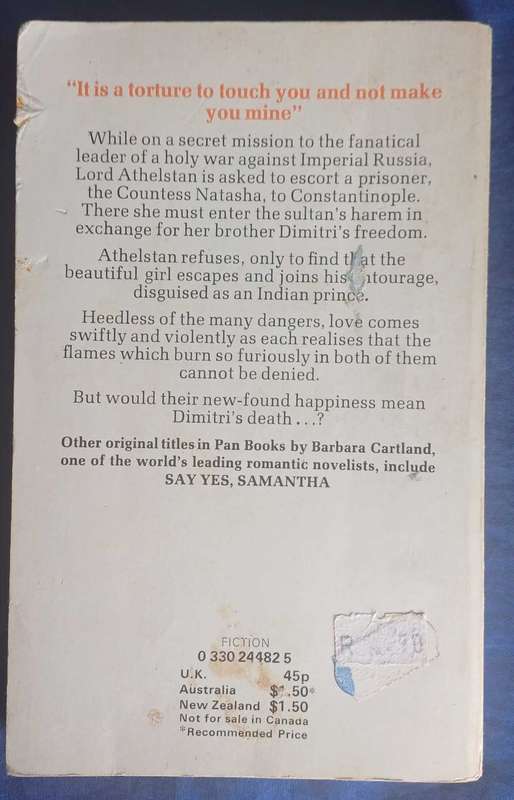 "It is a torture to touch you and not make
you mine"
While on a secret mission to the fanatical
leader of a holy war against Imperial Russia,
Lord Athelstan is asked to escort a prisoner,
the Countess Natasha, to Constantinople.
There she must enter the sultan's harem in
exchange for her brother Dimitri's freedom.
Athelstan refuses, only to find that the
beautiful girl escapes and joins his entourage,
disguised as an Indian prince.
Heedless of the many dangers, love comes
swiftly and violently as each realises that the
flames which burn so furiously in both of them
cannot be denied.
But would their new-found happiness mean
Dimitri's death . . .?
Other original titles in Pan Books by Barbara Cartland,
one of the world's leading romantic novelists, include
SAY YES, SAMANTHA
FICTION
0 330 24482 5
U.K. 45p
Australia $1.50*
New Zealand $1.50
Not for sale in Canada
*Recommended Price
R